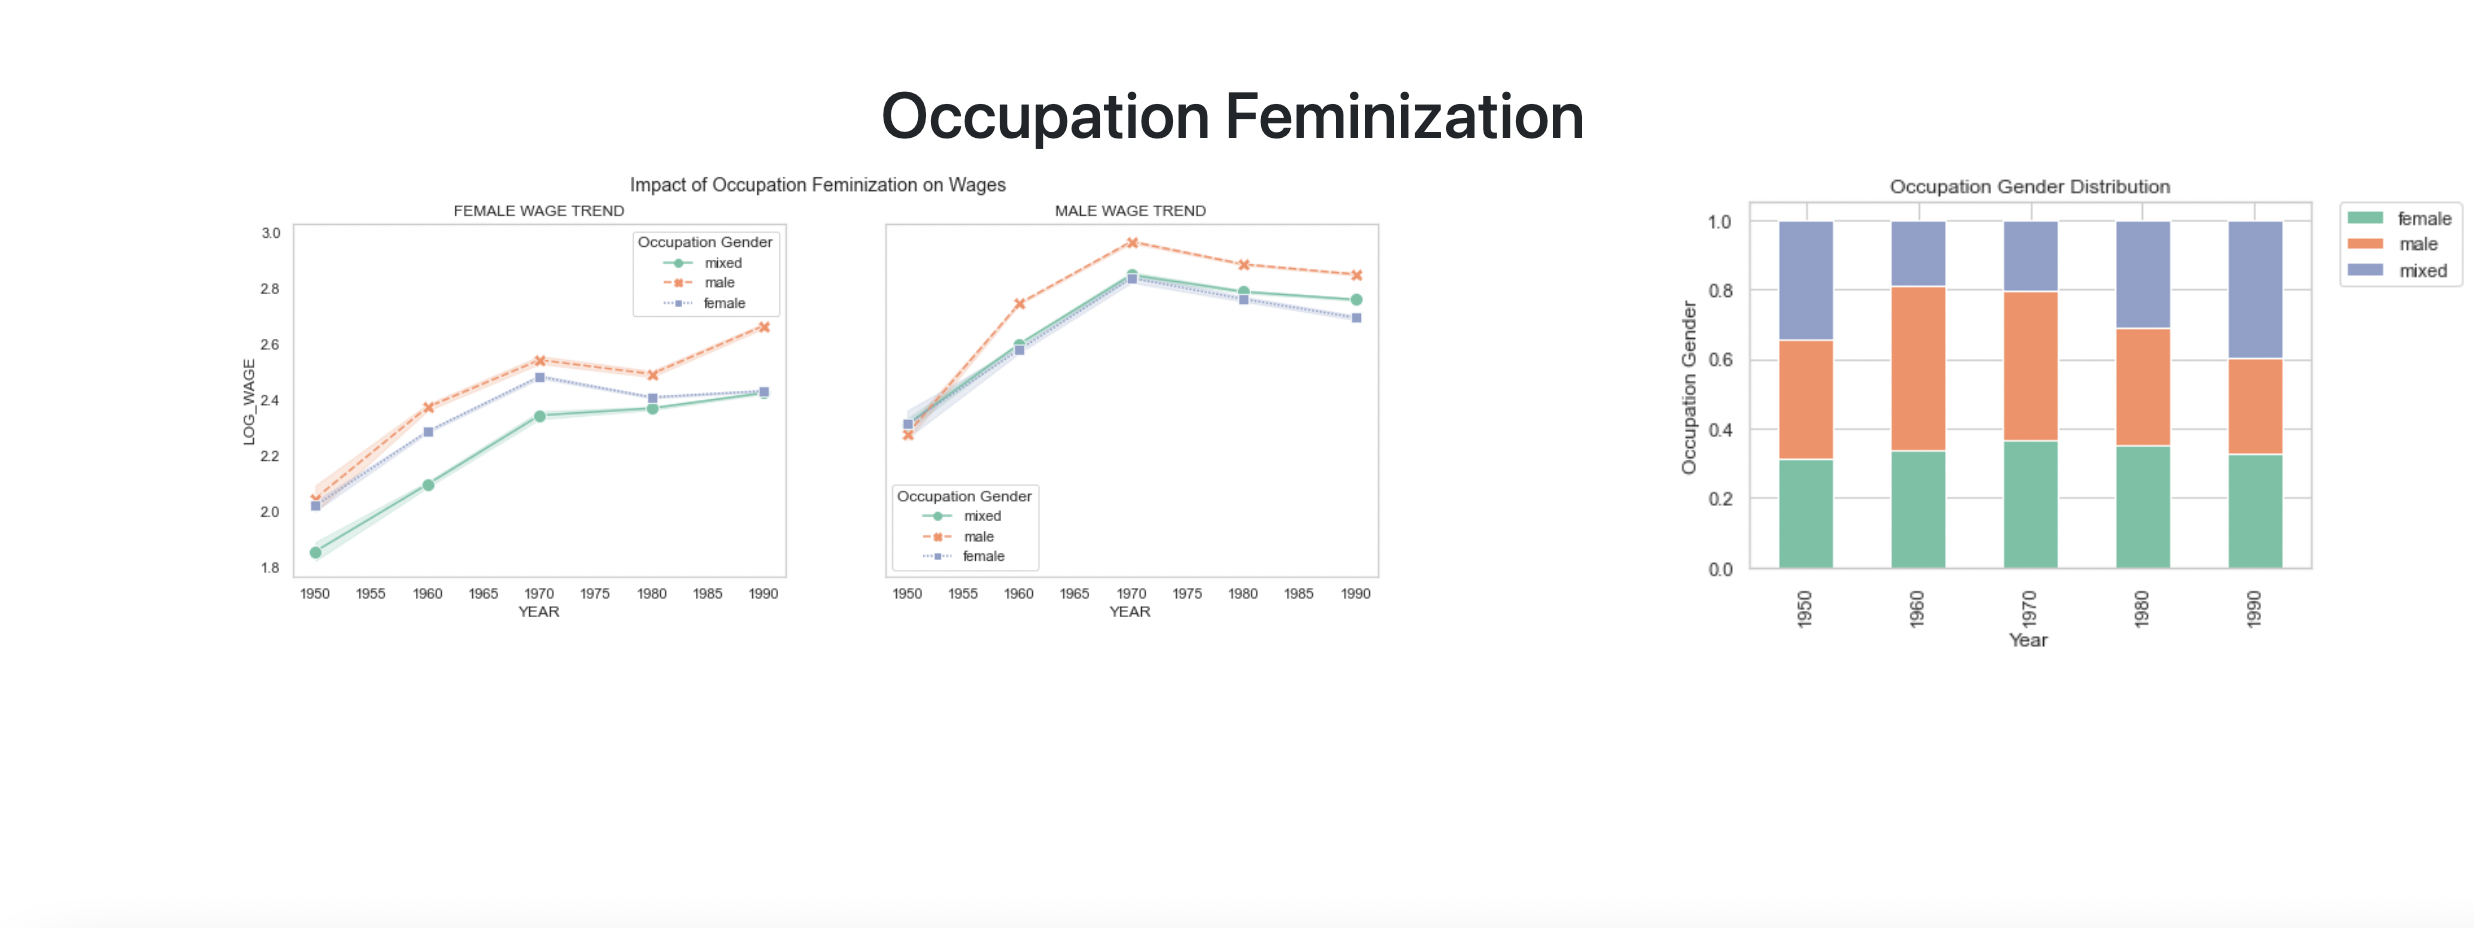 Occupation Feminization
Impact of Occupation Feminization on Wages
FEMALE WAGE TREND
LOG_WAGE
3.0
2.8
2.6
2.4
2.2
2.0
1.8
Occupation Gender
mixed
male
female
1950 1955 1960 1965 1970 1975 1980 1985 1990
YEAR
MALE WAGE TREND
Occupation Gender
mixed
male
female
1950 1955 1960 1965 1970 1975 1980 1985 1990
YEAR
Occupation Gender Distribution
Occupation Gender
1.0
0.8
0.6
0.4
0.2
0.0
1950 1960 1970 1980 1990
Year
female
male
mixed